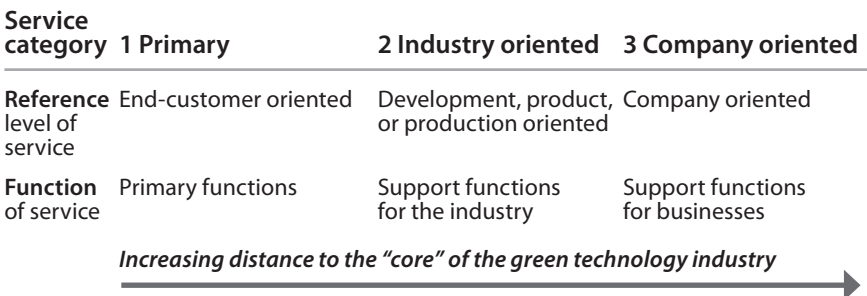 Service
category 1 Primary 2 Industry oriented 3 Company oriented
Reference End-customer oriented Development, product, Company oriented
level of or production oriented
service
Function Primary functions Support functions Support functions
of service for the industry for businesses
Increasing distance to the “core” of the green technology industry